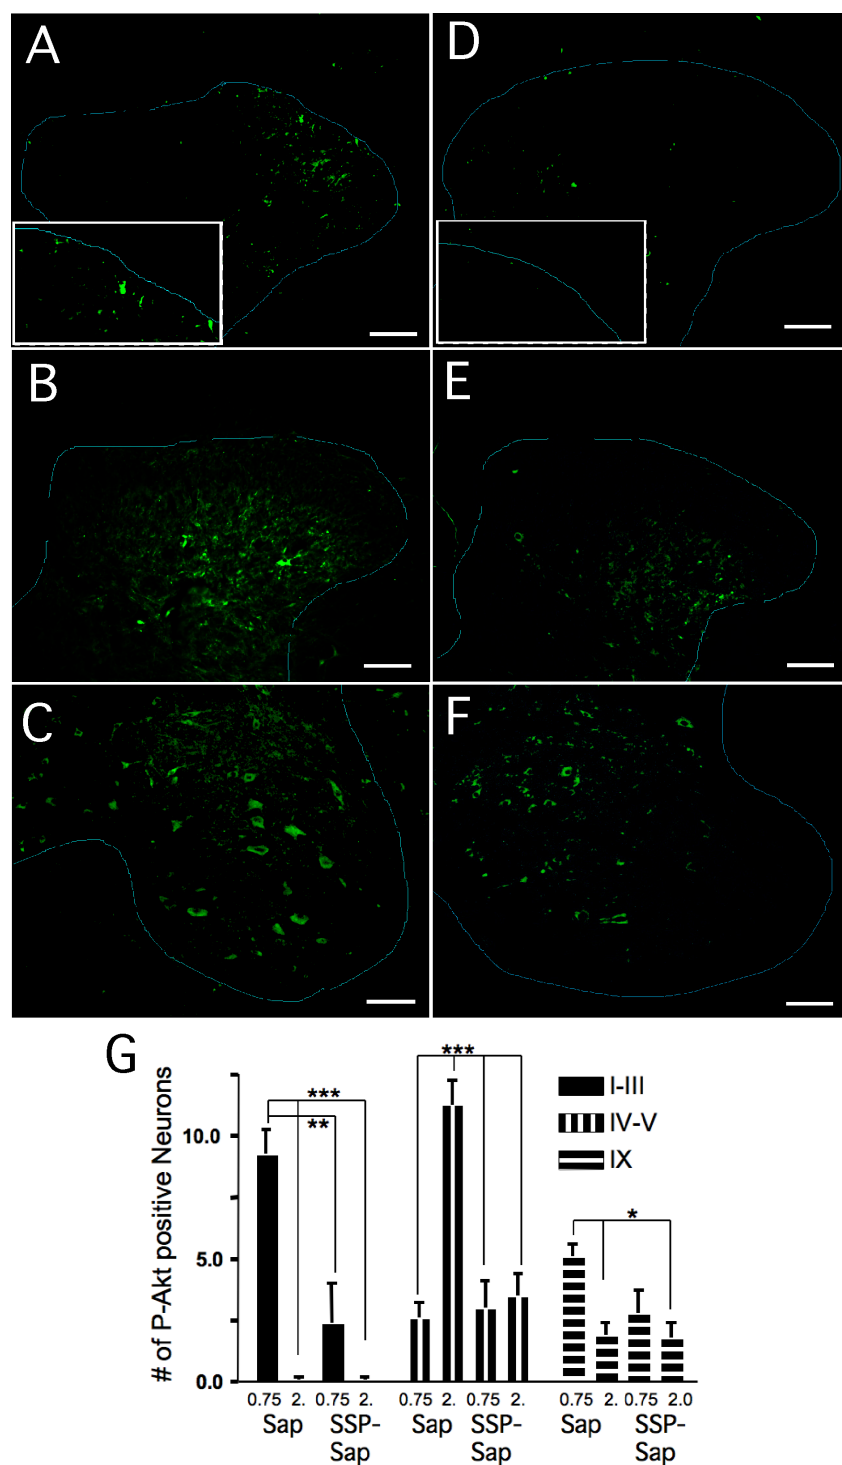 A
D
B
E
C
F
G
# of P-Akt positive Neurons
10.0
5.0
0.0
***
**
***
*
I-III
IV-V
IX
0.75 2. 0.75 2. 0.75 2. 0.75 2. 0.75 2. 0.75 2.0
Sap SSP-Sap Sap SSP-Sap Sap SSP-Sap